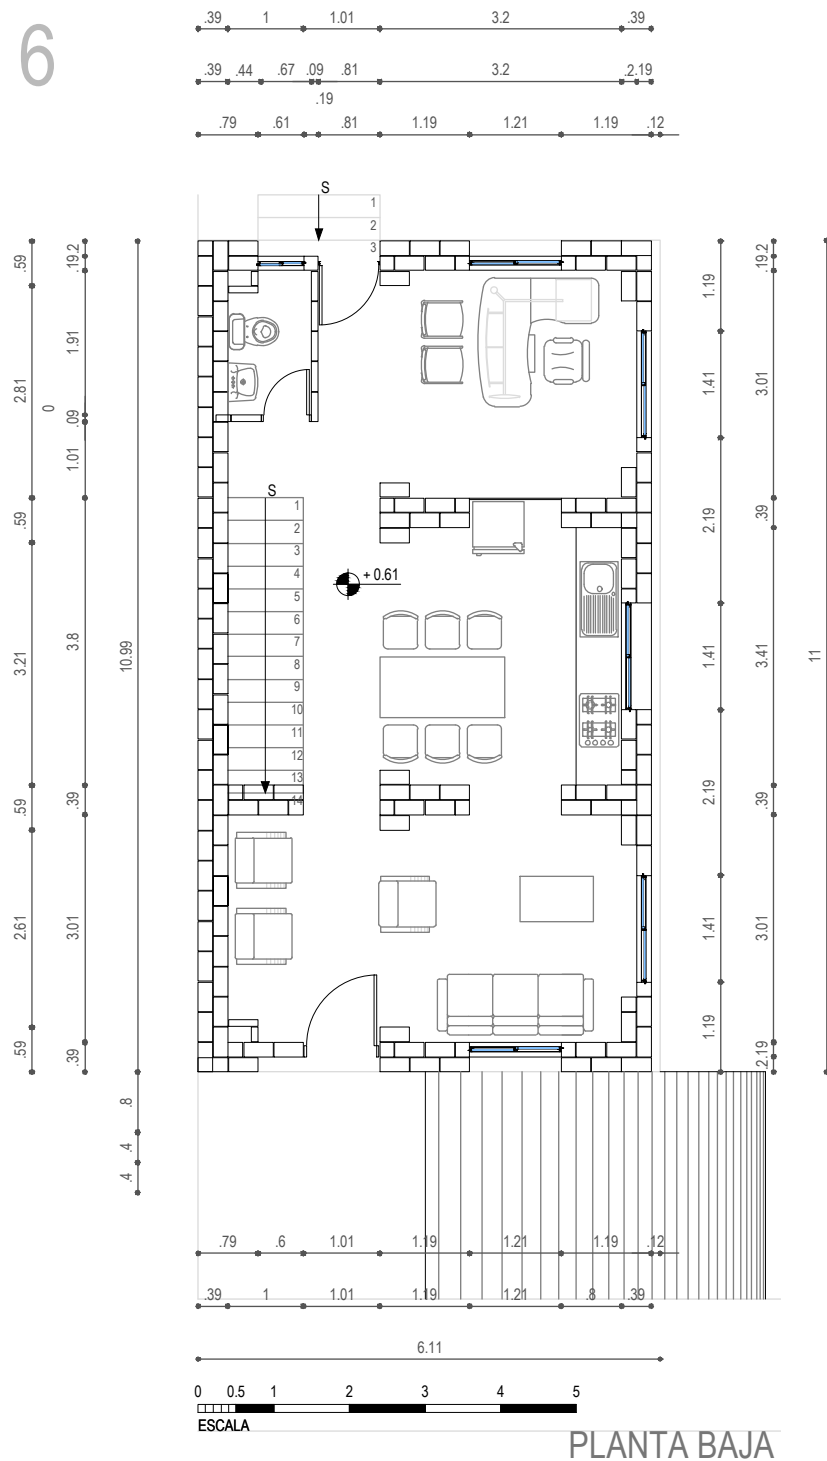 .39 1 1.01 3.2 .39
6
.39 .44 .67 .09 .81 3.2 .2 .19
.19
.79 .61 .81 1.19 1.21 1.19 .12
S
1
2
3
.59 2.81 .59 3.21 .59 2.61 .59
0
.19 .2 1.91 .09 1.01 3.8 .39 3.01 .39
10.99
.8 .4 .4
S
1
2
3
4
5
6
7
8
9
10
11
12
13
14
+ 0.61
1.19 1.41 2.19 1.41 2.19 1.41 1.19
.19 .2 3.01 .39 3.41 .39 3.01 .2 .19
11
.79 .6 1.01 1.19 1.21 1.19 .12
.39 1 1.01 1.19 1.21 .8 .39
6.11
0 0.5 1 2 3 4 5
ESCALA
PLANTA BAJA